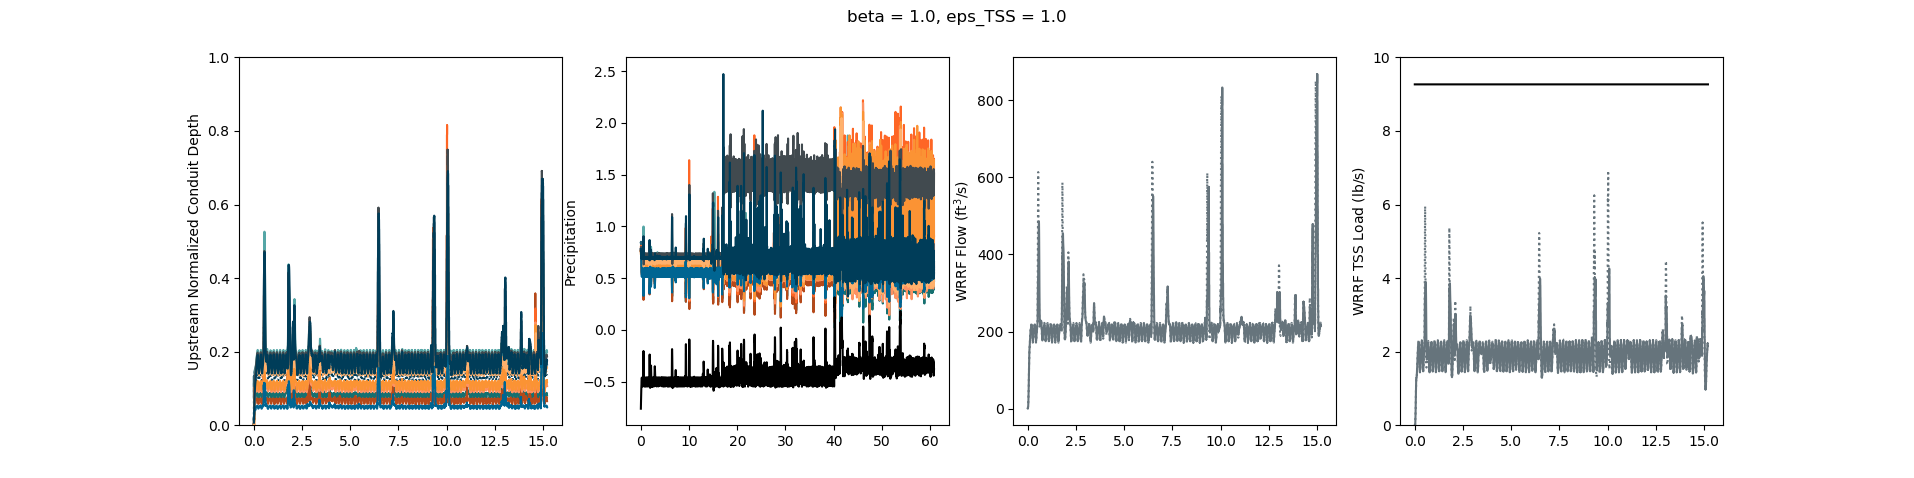 beta = 1.0, eps_TSS = 1.0
Upstream Normalized Conduit Depth
1.0
0.8
0.6
0.4
0.2
0.0
0.0 2.5 5.0 7.5 10.0 12.5 15.0
Precipitation
2.5
2.0
1.5
1.0
0.5
0.0
−0.5
0 10 20 30 40 50 60
WRRF Flow (ft³/s)
800
600
400
200
0
0.0 2.5 5.0 7.5 10.0 12.5 15.0
WRRF TSS Load (lb/s)
10
8
6
4
2
0
0.0 2.5 5.0 7.5 10.0 12.5 15.0